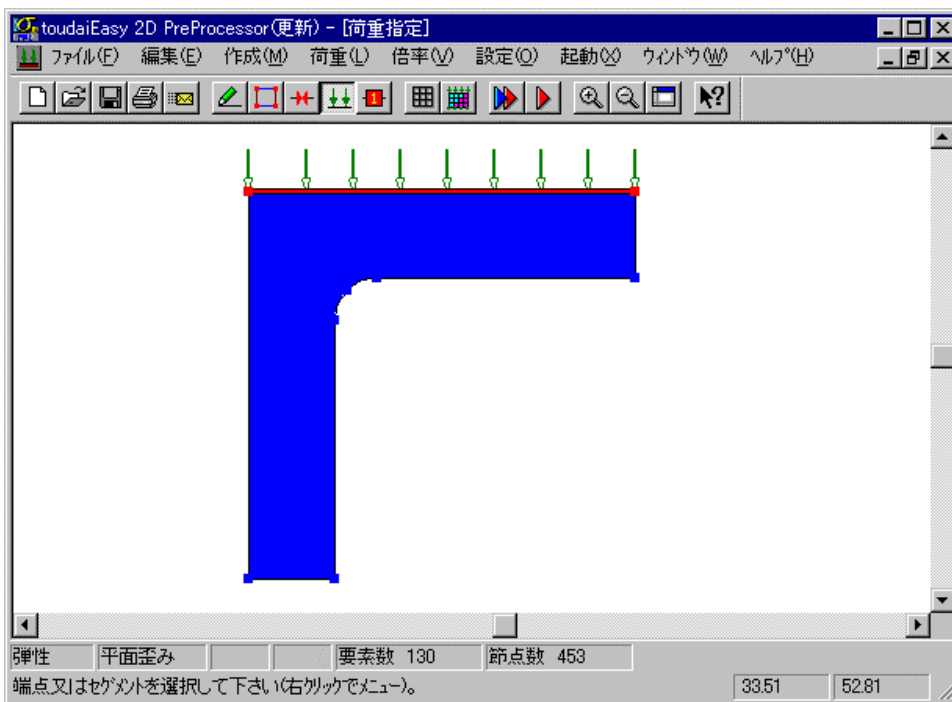 toudaiEasy 2D PreProcessor(更新) - [荷重指定]
ファイル(F) 編集(E) 作成(M) 荷重(L) 倍率(V) 設定(O) 起動(X) ウィンドウ(W) ヘルプ(H)
1
弾性 平面歪み 要素数 130 節点数 453
端点又はセグメントを選択して下さい(右クリックでメニュー)。 33.51 52.81